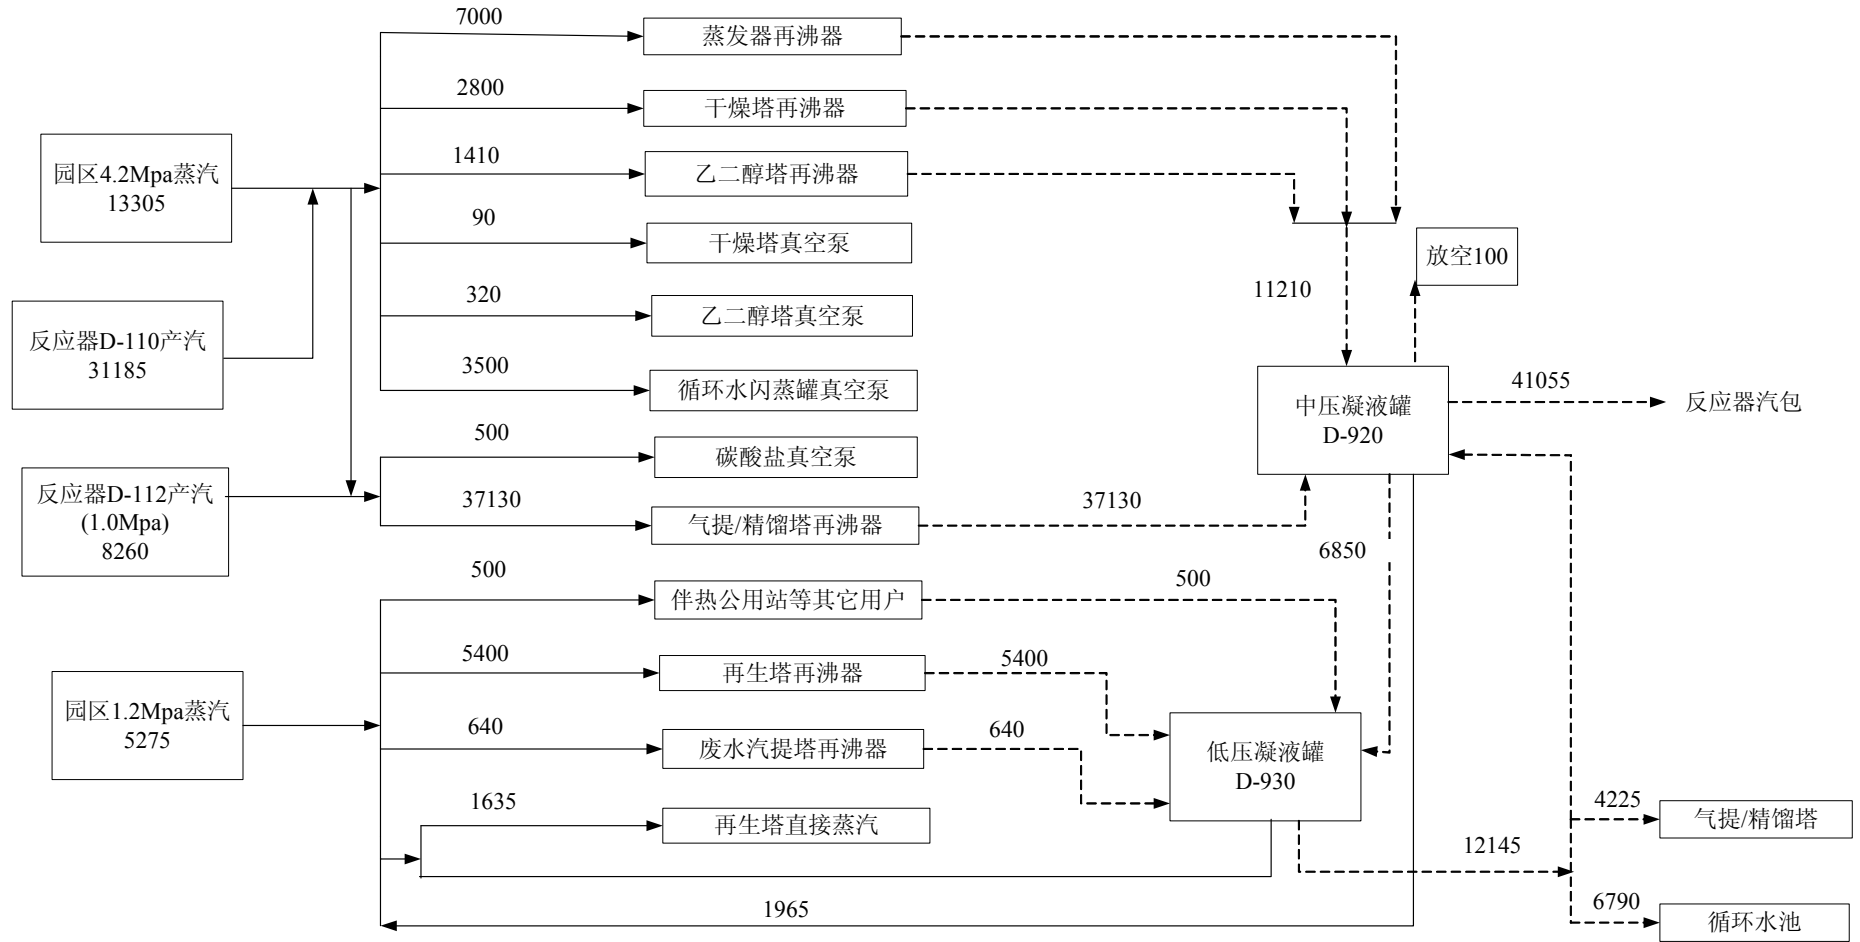 7000
蒸发器再沸器
2800
干燥塔再沸器
园区4.2Mpa蒸汽
13305
1410
乙二醇塔再沸器
90
干燥塔真空泵
放空100
320
乙二醇塔真空泵
11210
反应器D-110产汽
31185
3500
循环水闪蒸罐真空泵
中压凝液罐
D-920
41055
反应器汽包
500
碳酸盐真空泵
反应器D-112产汽
(1.0Mpa)
8260
37130
气提/精馏塔再沸器
37130
6850
500
伴热公用站等其它用户
500
5400
再生塔再沸器
5400
园区1.2Mpa蒸汽
5275
640
废水汽提塔再沸器
640
低压凝液罐
D-930
1635
再生塔直接蒸汽
4225
气提/精馏塔
12145
1965
6790
循环水池